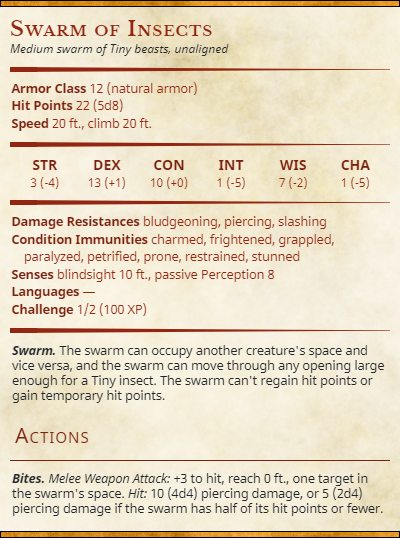 Swarm of Insects
Medium swarm of Tiny beasts, unaligned
Armor Class 12 (natural armor)
Hit Points 22 (5d8)
Speed 20 ft., climb 20 ft.
STR DEX CON INT WIS CHA
3 (-4) 13 (+1) 10 (+0) 1 (-5) 7 (-2) 1 (-5)
Damage Resistances bludgeoning, piercing, slashing
Condition Immunities charmed, frightened, grappled,
paralyzed, petrified, prone, restrained, stunned
Senses blindsight 10 ft., passive Perception 8
Languages —
Challenge 1/2 (100 XP)
Swarm. The swarm can occupy another creature's space and
vice versa, and the swarm can move through any opening large
enough for a Tiny insect. The swarm can't regain hit points or
gain temporary hit points.
Actions
Bites. Melee Weapon Attack: +3 to hit, reach 0 ft., one target in
the swarm's space. Hit: 10 (4d4) piercing damage, or 5 (2d4)
piercing damage if the swarm has half of its hit points or fewer.